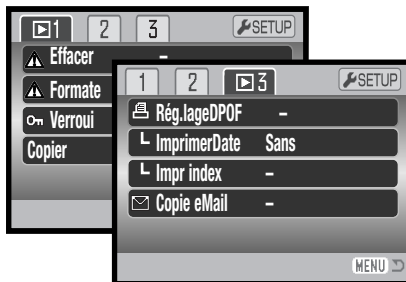 1 2 3 SETUP
Effacer –
Formate
Verroui
Copier
1 2 3 SETUP
Rég.lageDPOF –
ImprimerDate Sans
Impr index –
Copie eMail –
MENU